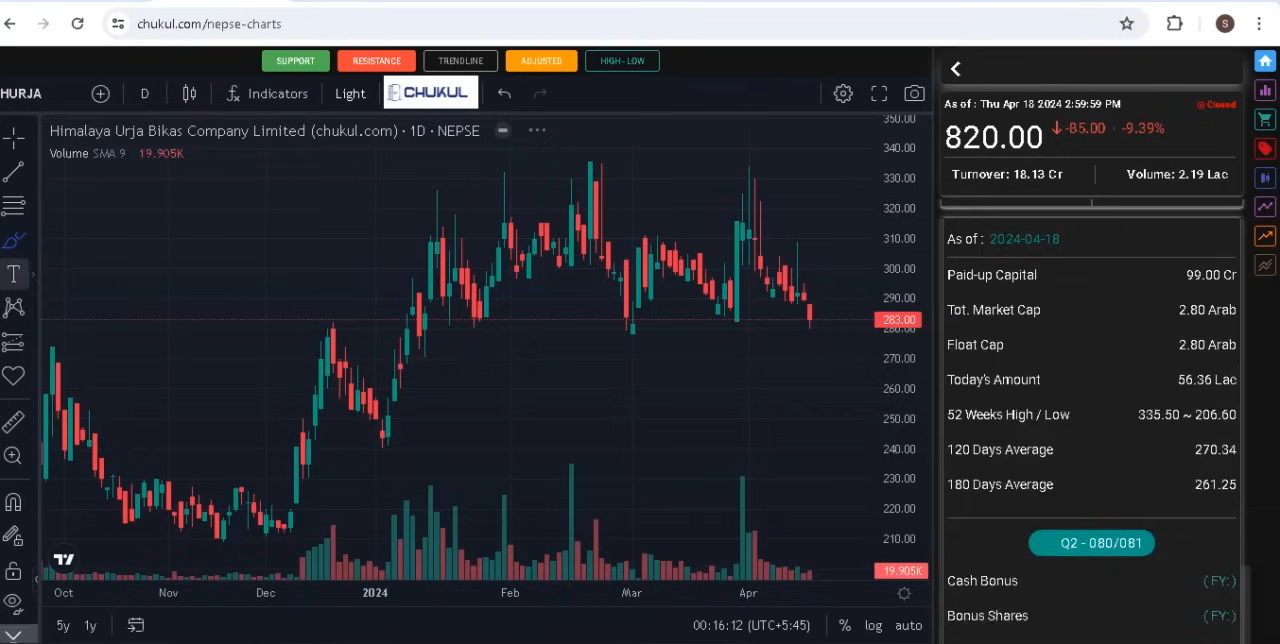 chukul.com/nepse-charts
S
SUPPORT
RESISTANCE
TRENDLINE
ADJUSTED
HIGH-LOW
HURJA
D
Indicators
Light
CHUKUL
Himalaya Urja Bikas Company Limited (chukul.com) · 1D · NEPSE
Volume SMA 9 19.905K
350.00
340.00
330.00
320.00
310.00
300.00
290.00
283.00
280.00
270.00
260.00
250.00
240.00
230.00
220.00
210.00
19.905K
Oct
Nov
Dec
2024
Feb
Mar
Apr
5y
1y
00:16:12 (UTC+5:45)
%
log
auto
As of : Thu Apr 18 2024 2:59:59 PM
Closed
820.00
-85.00 · -9.39%
Turnover: 18.13 Cr
Volume: 2.19 Lac
As of : 2024-04-18
Paid-up Capital 99.00 Cr
Tot. Market Cap 2.80 Arab
Float Cap 2.80 Arab
Today's Amount 56.36 Lac
52 Weeks High / Low 335.50 ~ 206.60
120 Days Average 270.34
180 Days Average 261.25
Q2 - 080/081
Cash Bonus (FY:)
Bonus Shares (FY:)